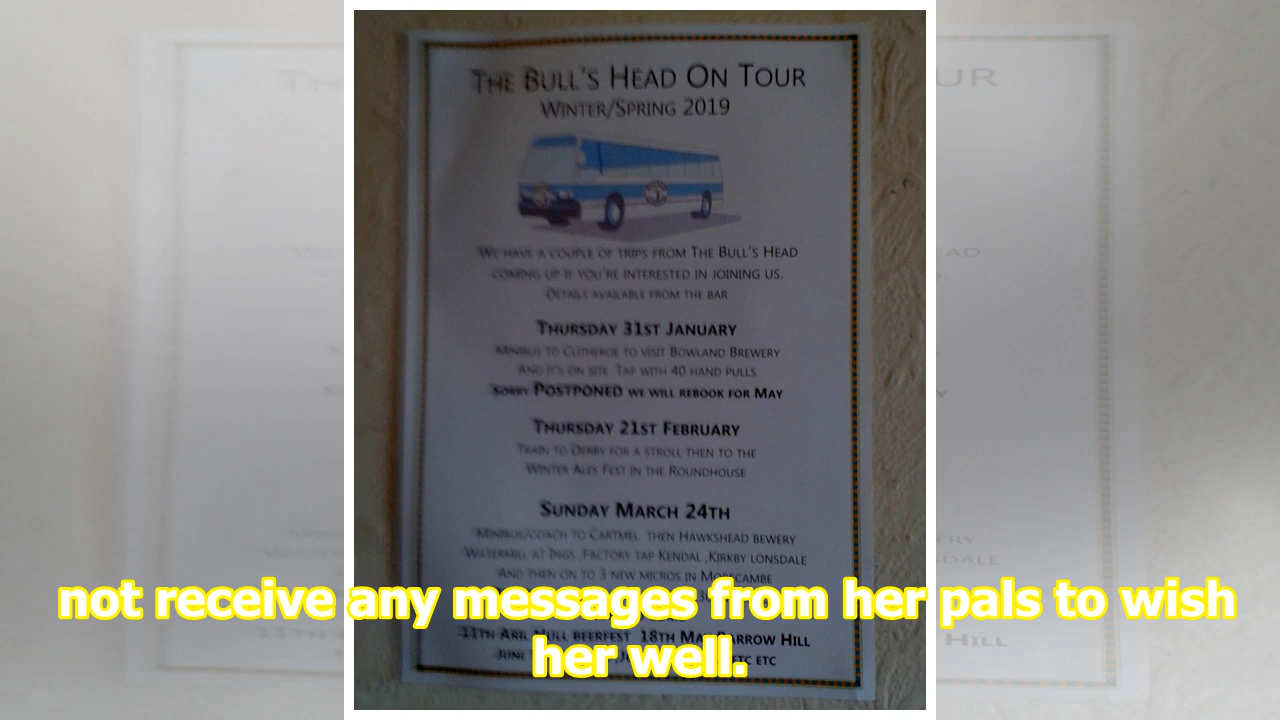 THE BULL'S HEAD ON TOUR
WINTER/SPRING 2019
WE HAVE A COUPLE OF TRIPS FROM THE BULL'S HEAD
COMING UP IF YOU'RE INTERESTED IN JOINING US.
DETAILS AVAILABLE FROM THE BAR
THURSDAY 31ST JANUARY
MINIBUS TO CLITHEROE TO VISIT BOWLAND BREWERY
AND IT'S ON SITE TAP WITH 40 HAND PULLS
SORRY POSTPONED WE WILL REBOOK FOR MAY
THURSDAY 21ST FEBRUARY
TRAIN TO DERBY FOR A STROLL THEN TO THE
WINTER ALES FEST IN THE ROUNDHOUSE
SUNDAY MARCH 24TH
MINIBUS/COACH TO CARTMEL THEN HAWKSHEAD BEWERY
WATERMILL AT INGS ,FACTORY TAP KENDAL ,KIRKBY LONSDALE
AND THEN ON TO 3 NEW MICROS IN MORECAMBE
not receive any messages from her pals to wish
11TH ARIL HULL BEERFEST 18TH MAY BARROW HILL
her well.
JUNE ETC ETC